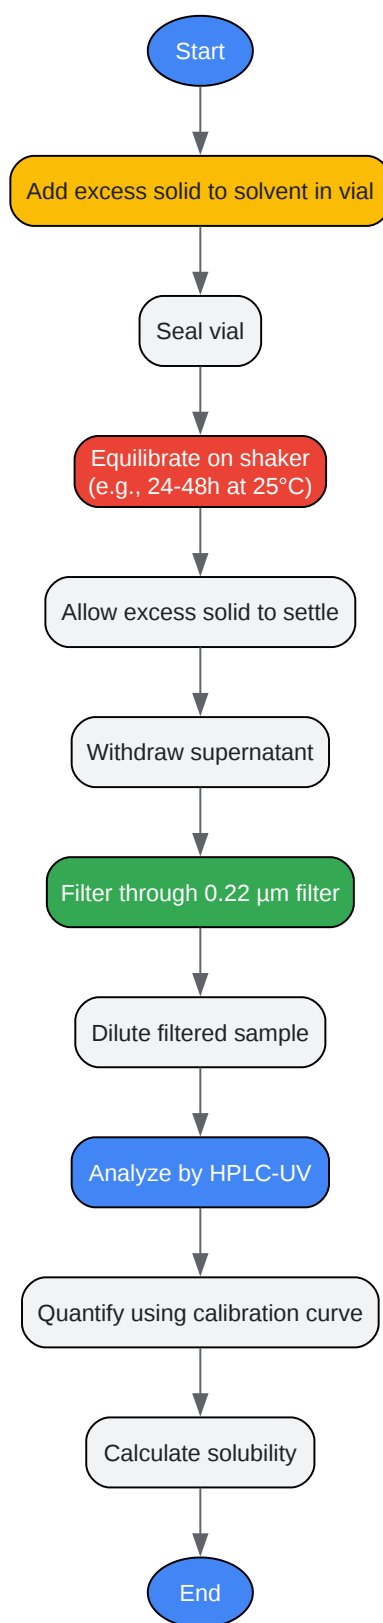 Start
Add excess solid to solvent in vial
Seal vial
Equilibrate on shaker
(e.g., 24-48h at 25°C)
Allow excess solid to settle
Withdraw supernatant
Filter through 0.22 µm filter
Dilute filtered sample
Analyze by HPLC-UV
Quantify using calibration curve
Calculate solubility
End